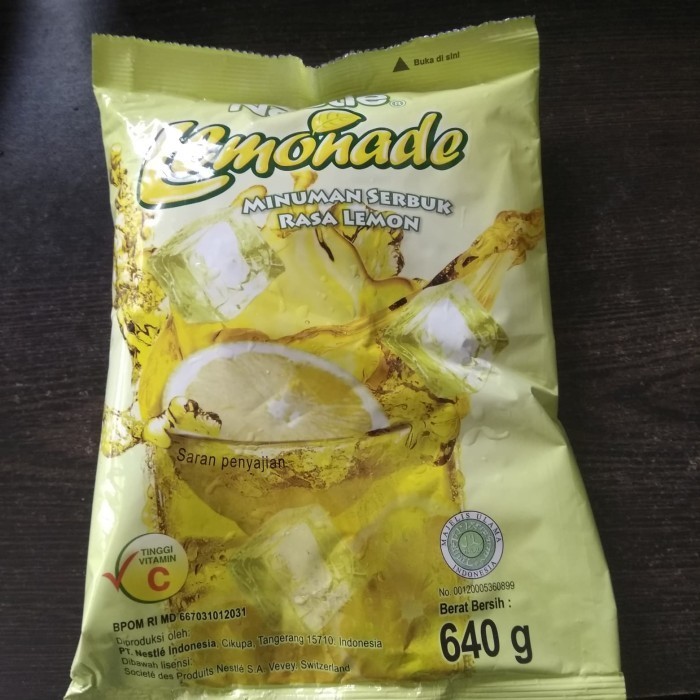 Buka di sini
Nestlé®
Lemonade
MINUMAN SERBUK
RASA LEMON
Saran penyajian
TINGGI
VITAMIN
C
MAJELIS ULAMA
INDONESIA
No. 00120005360899
Berat Bersih :
640 g
BPOM RI MD 667031012031
Diproduksi oleh:
PT. Nestlé Indonesia, Cikupa, Tangerang 15710, Indonesia
Dibawah lisensi:
Societé des Produits Nestlé S.A. Vevey, Switzerland